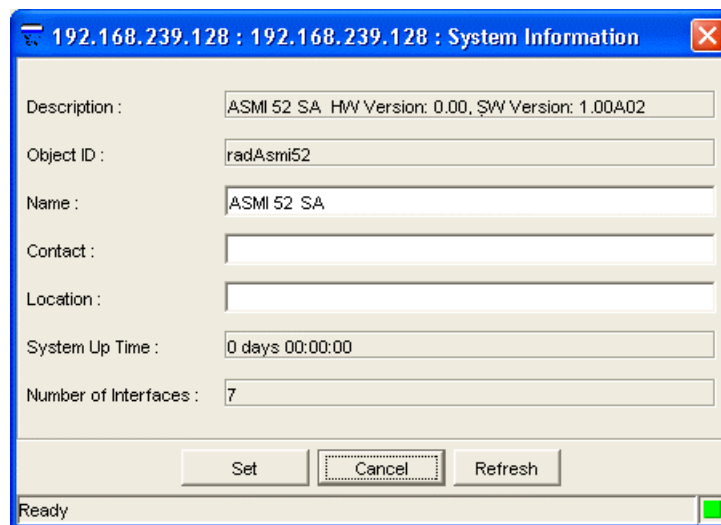 192.168.239.128 : 192.168.239.128 : System Information
Description : ASMI 52 SA HW Version: 0.00, SW Version: 1.00A02
Object ID : radAsmi52
Name : ASMI 52 SA
Contact :
Location :
System Up Time : 0 days 00:00:00
Number of Interfaces : 7
Set Cancel Refresh
Ready